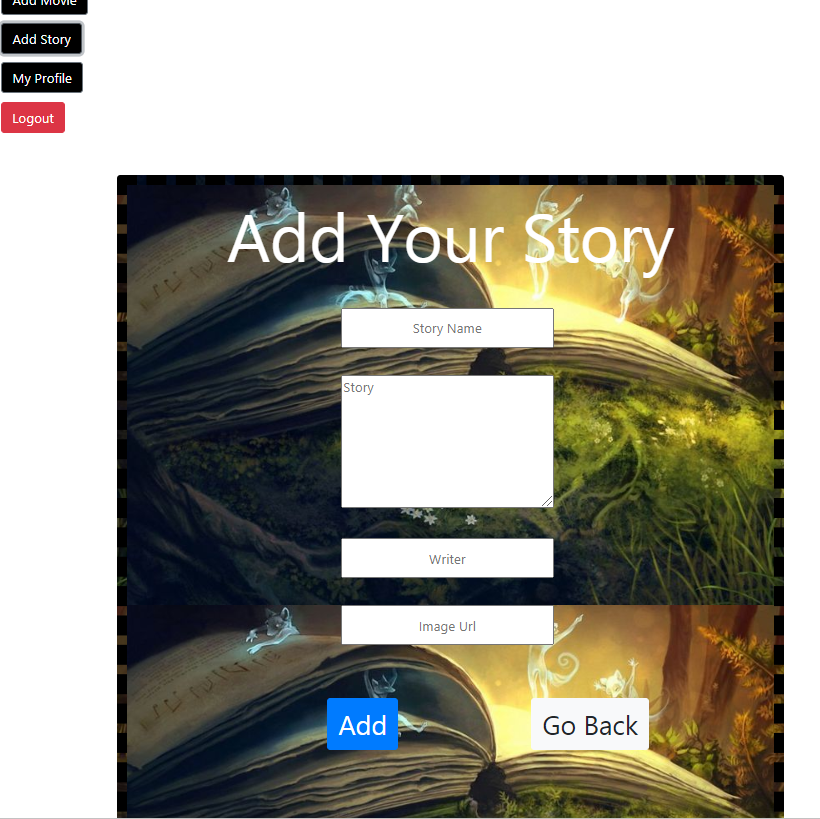 Add Movie
Add Story
My Profile
Logout
Add Your Story
Story Name
Story
Writer
Image Url
Add
Go Back